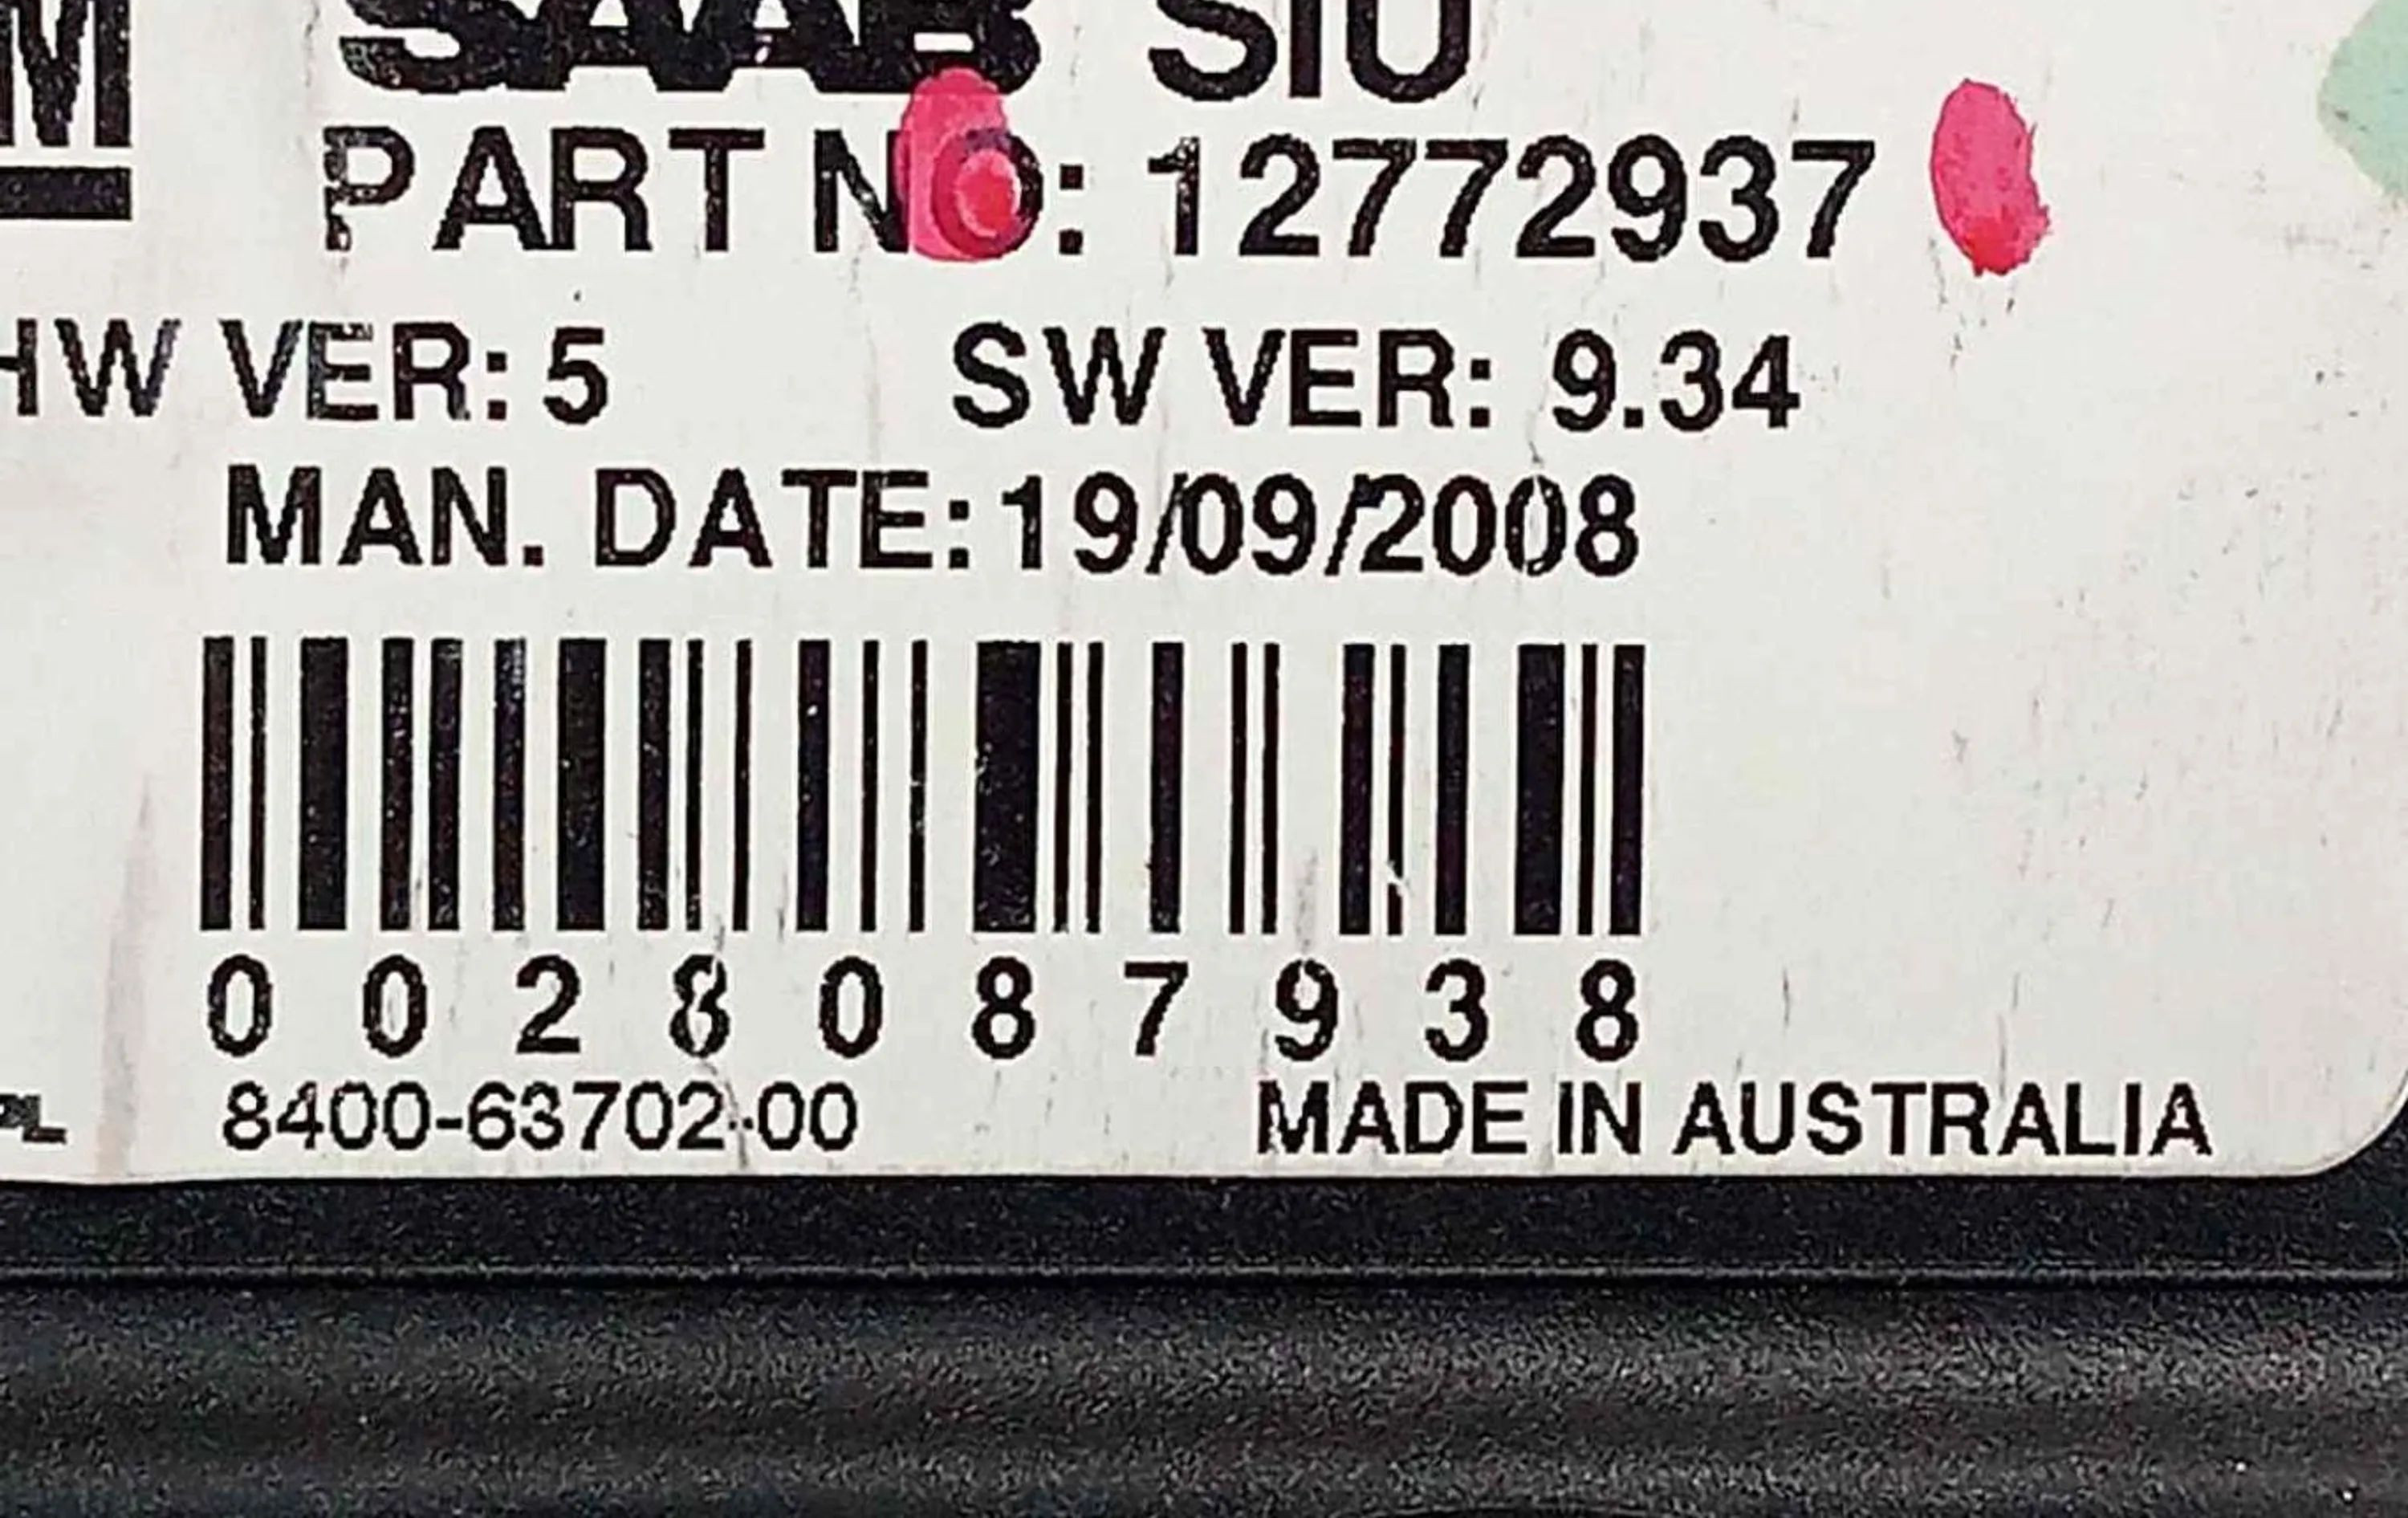 SAAB SIU
PART NO: 12772937
HW VER: 5 SW VER: 9.34
MAN. DATE: 19/09/2008
0 0 2 8 0 8 7 9 3 8
8400-63702-00 MADE IN AUSTRALIA